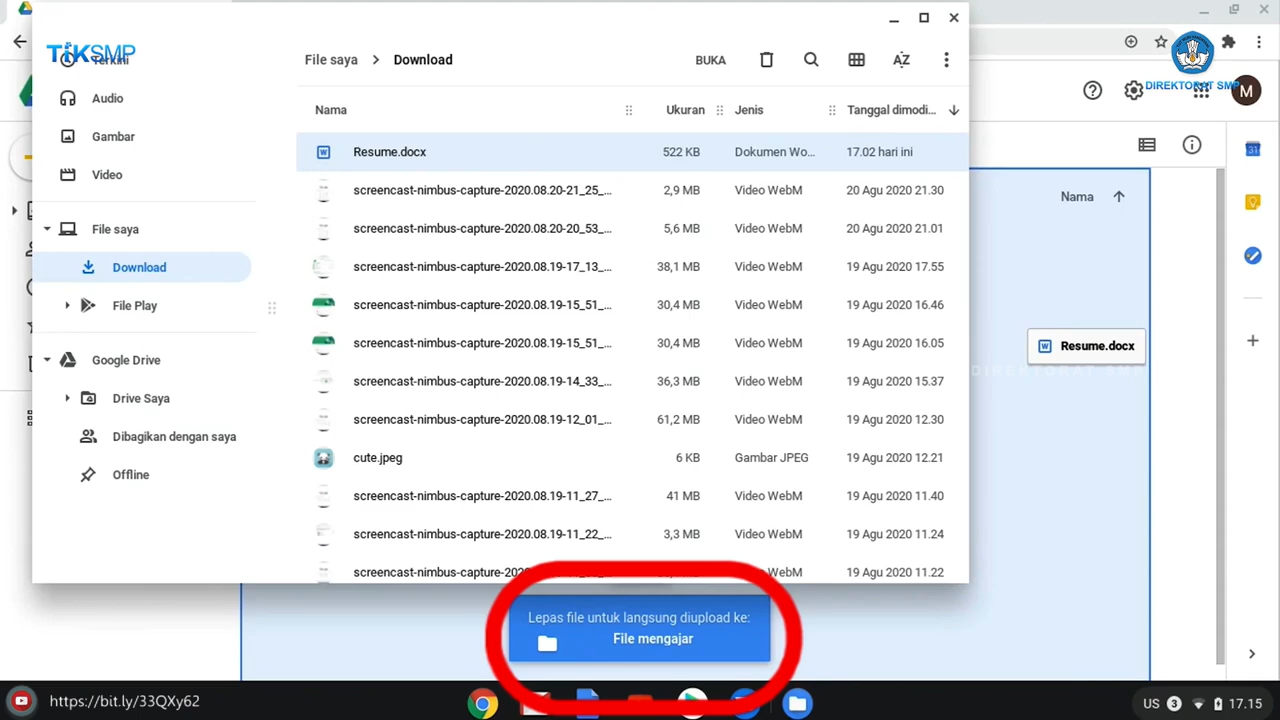 TIKSMP
Terkini
Audio
Gambar
Video
File saya
Download
File Play
Google Drive
Drive Saya
Dibagikan dengan saya
Offline
File saya > Download
BUKA
AZ
Nama Ukuran Jenis Tanggal dimodi...
Resume.docx 522 KB Dokumen Wo... 17.02 hari ini
screencast-nimbus-capture-2020.08.20-21_25_... 2,9 MB Video WebM 20 Agu 2020 21.30
screencast-nimbus-capture-2020.08.20-20_53_... 5,6 MB Video WebM 20 Agu 2020 21.01
screencast-nimbus-capture-2020.08.19-17_13_... 38,1 MB Video WebM 19 Agu 2020 17.55
screencast-nimbus-capture-2020.08.19-15_51_... 30,4 MB Video WebM 19 Agu 2020 16.46
screencast-nimbus-capture-2020.08.19-15_51_... 30,4 MB Video WebM 19 Agu 2020 16.05
screencast-nimbus-capture-2020.08.19-14_33_... 36,3 MB Video WebM 19 Agu 2020 15.37
screencast-nimbus-capture-2020.08.19-12_01_... 61,2 MB Video WebM 19 Agu 2020 12.30
cute.jpeg 6 KB Gambar JPEG 19 Agu 2020 12.21
screencast-nimbus-capture-2020.08.19-11_27_... 41 MB Video WebM 19 Agu 2020 11.40
screencast-nimbus-capture-2020.08.19-11_22_... 3,3 MB Video WebM 19 Agu 2020 11.24
screencast-nimbus-capture-2020 WebM 19 Agu 2020 11.22
DIREKTORAT SMP
M
31
Nama
Resume.docx
DIREKTORAT SMP
Lepas file untuk langsung diupload ke:
File mengajar
https://bit.ly/33QXy62
US 3 17.15